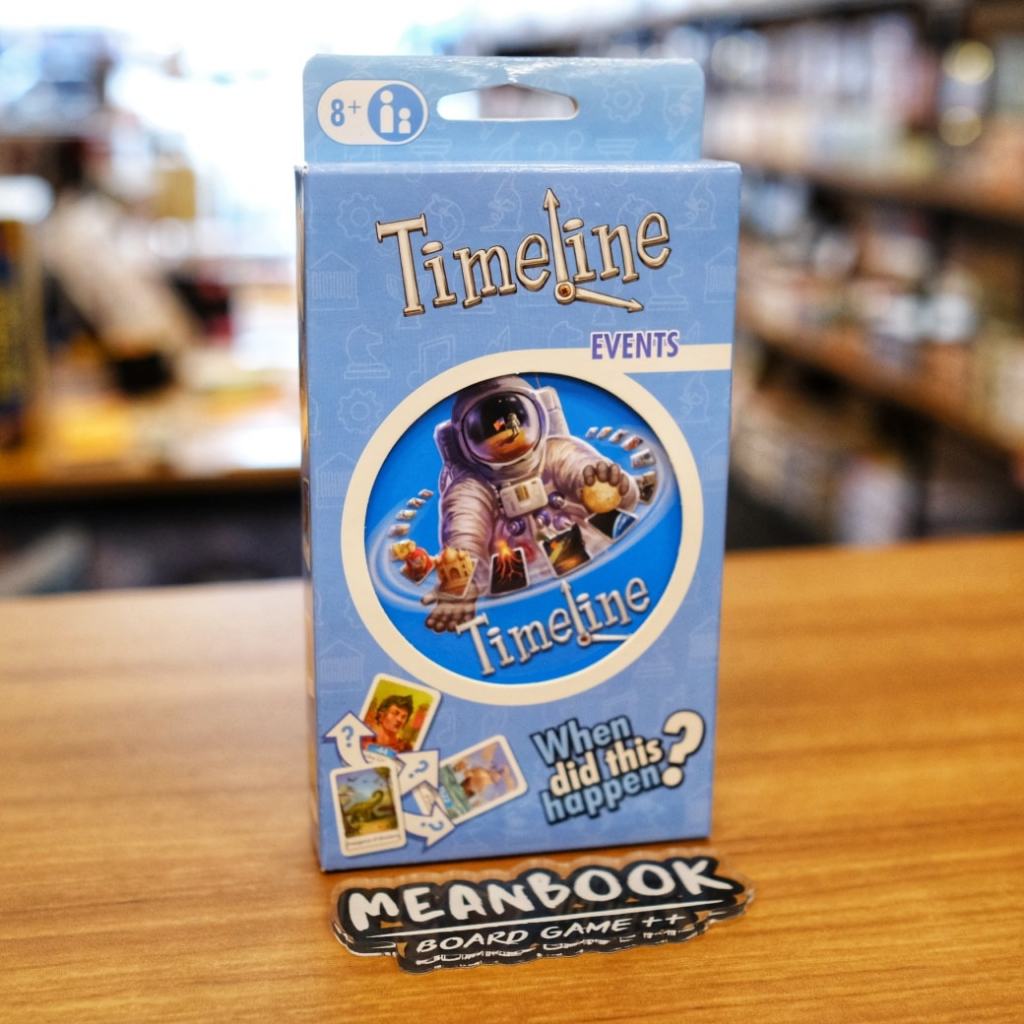 8+
Timeline
EVENTS
Timeline
When
did this
happen?
MEANBOOK
BOARD GAME ++